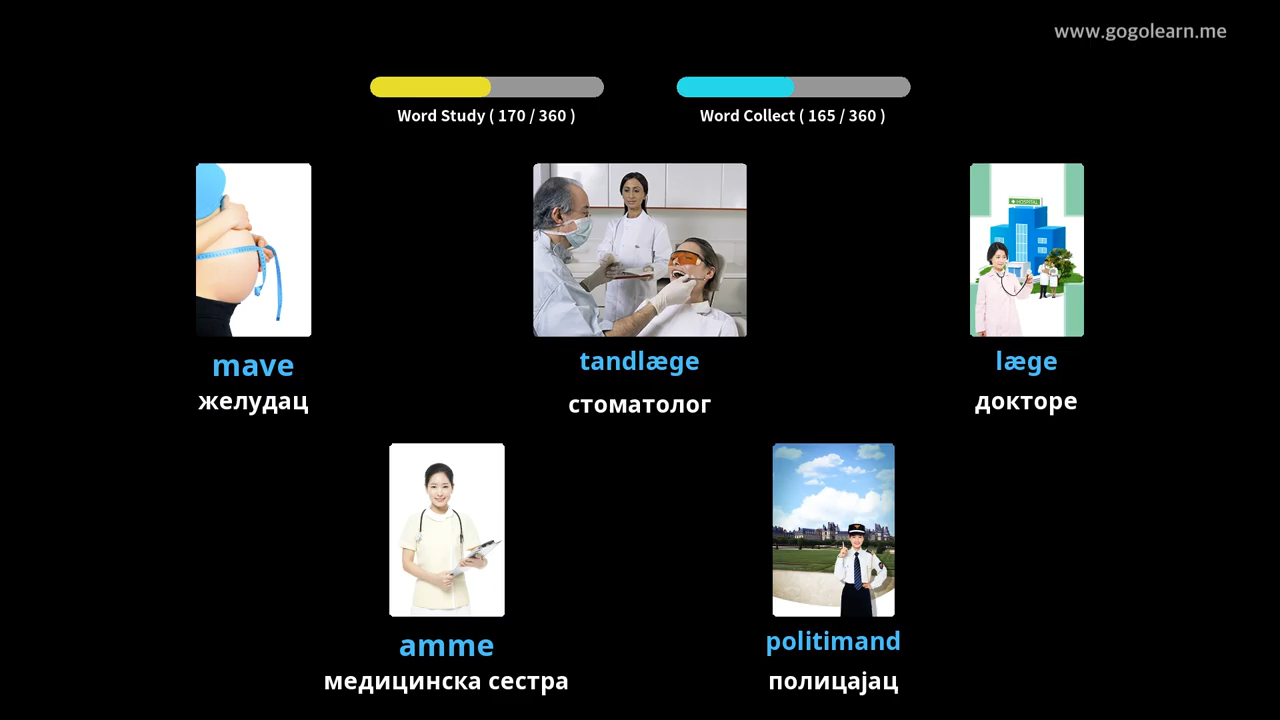 www.gogolearn.me
Word Study ( 170 / 360 )
Word Collect ( 165 / 360 )
HOSPITAL
mave
желудац
tandlæge
стоматолог
læge
докторе
amme
медицинска сестра
politimand
полицајац